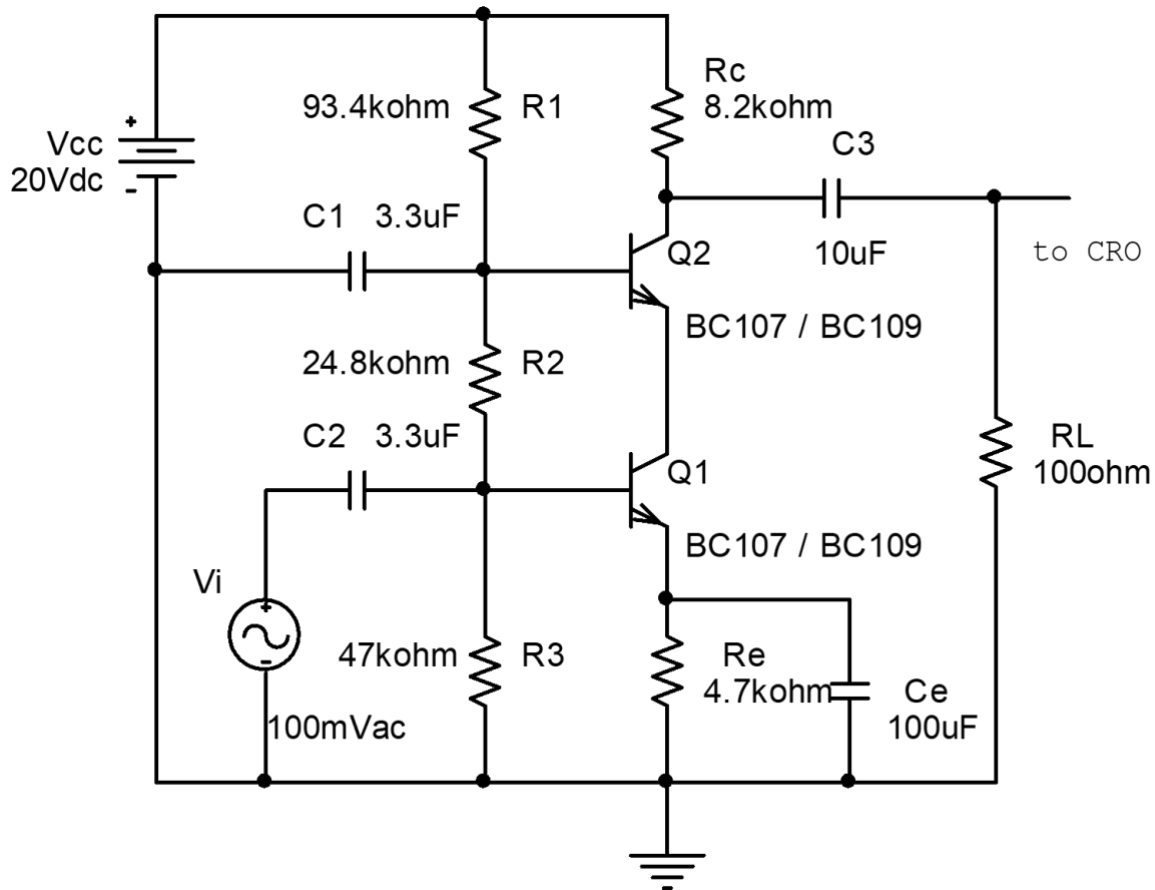 Rc
8.2kohm
93.4kohm R1
+
Vcc
20Vdc
-
C3
C1 3.3uF
Q2
10uF
to CRO
BC107 / BC109
24.8kohm R2
C2 3.3uF
RL
100ohm
Q1
BC107 / BC109
Vi
+
-
47kohm R3
Re
4.7kohm
Ce
100uF
100mVac